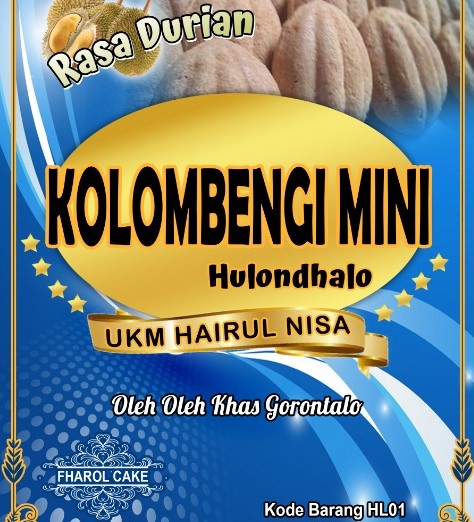 Rasa Durian
KOLOMBENGI MINI
Hulondhalo
UKM HAIRUL NISA
Oleh Oleh Khas Gorontalo
FHAROL CAKE
Kode Barang HL01